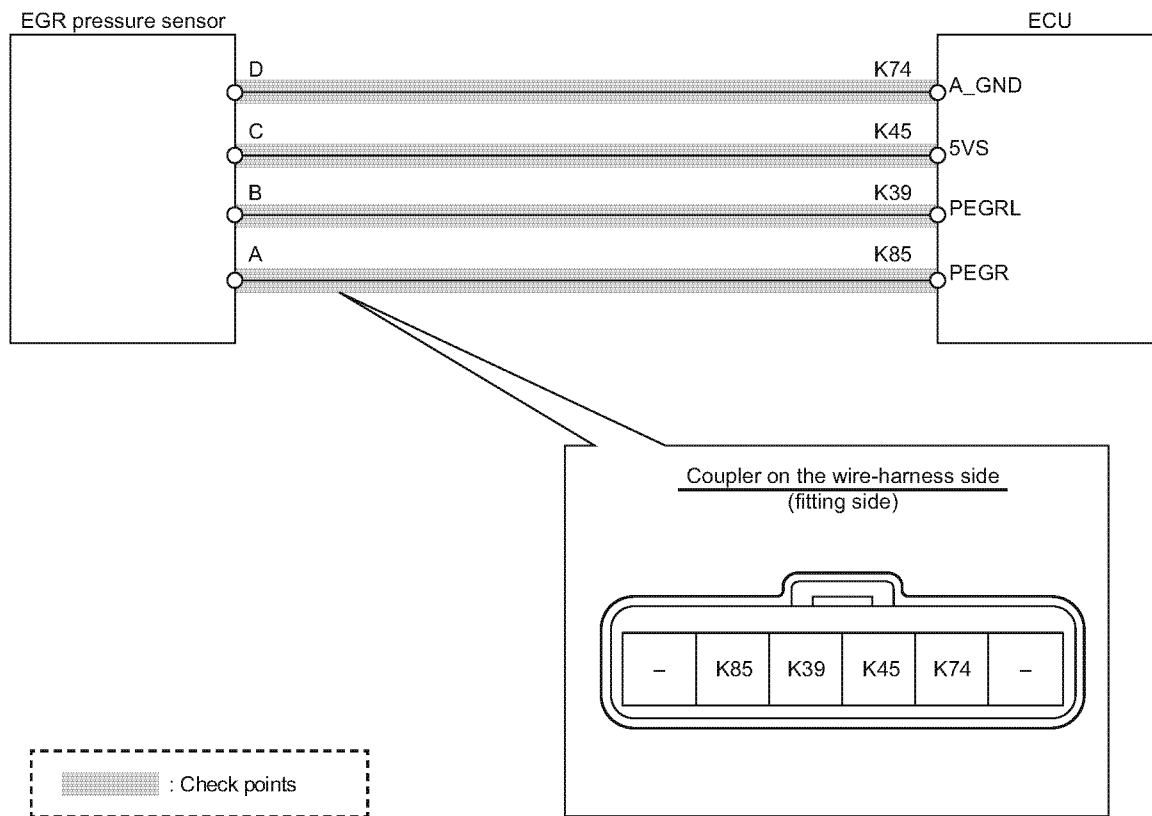 EGR pressure sensor
ECU
D
K74
A_GND
C
K45
5VS
B
K39
PEGRL
A
K85
PEGR
Coupler on the wire-harness side
(fitting side)
– K85 K39 K45 K74 –
: Check points